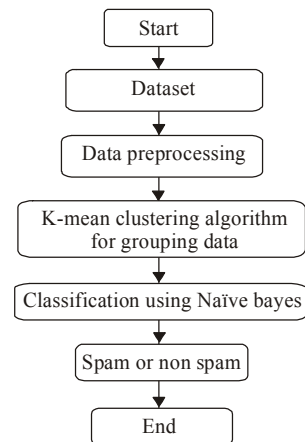 Start
Dataset
Data preprocessing
K-mean clustering algorithm
for grouping data
Classification using Naïve bayes
Spam or non spam
End